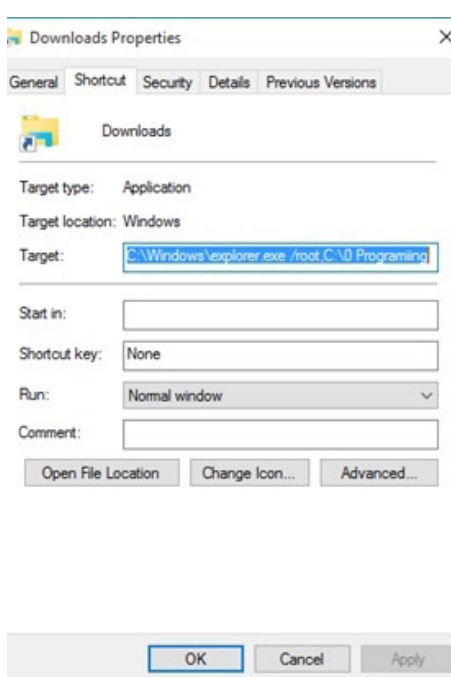 Downloads Properties
General Shortcut Security Details Previous Versions
Downloads
Target type: Application
Target location: Windows
Target: C:\Windows\explorer.exe /root,C:\0 Programiing
Start in:
Shortcut key: None
Run: Normal window
Comment:
Open File Location Change Icon... Advanced...
OK Cancel Apply